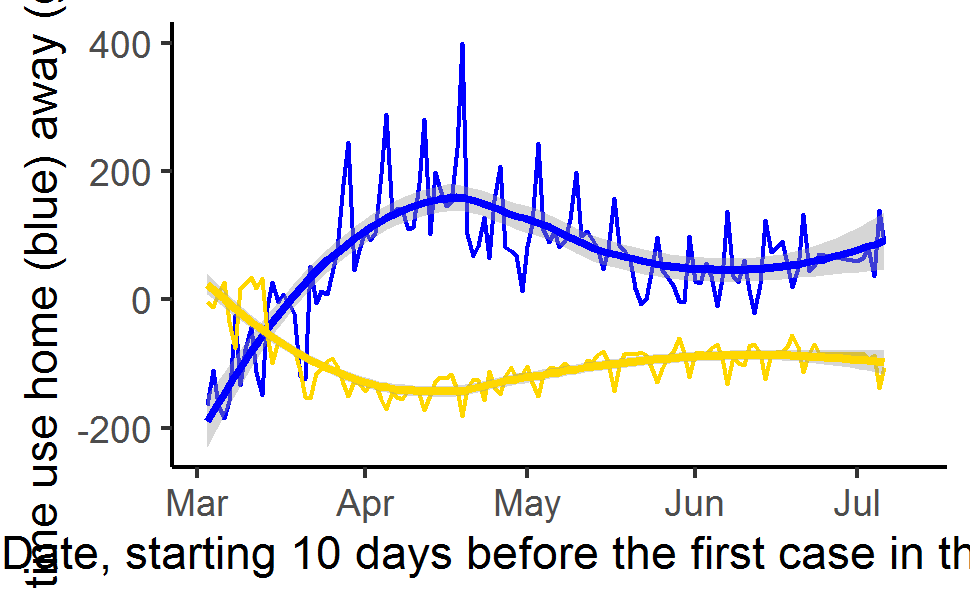 time use home (blue) away (g
400
200
0
-200
Mar Apr May Jun Jul
Date, starting 10 days before the first case in th